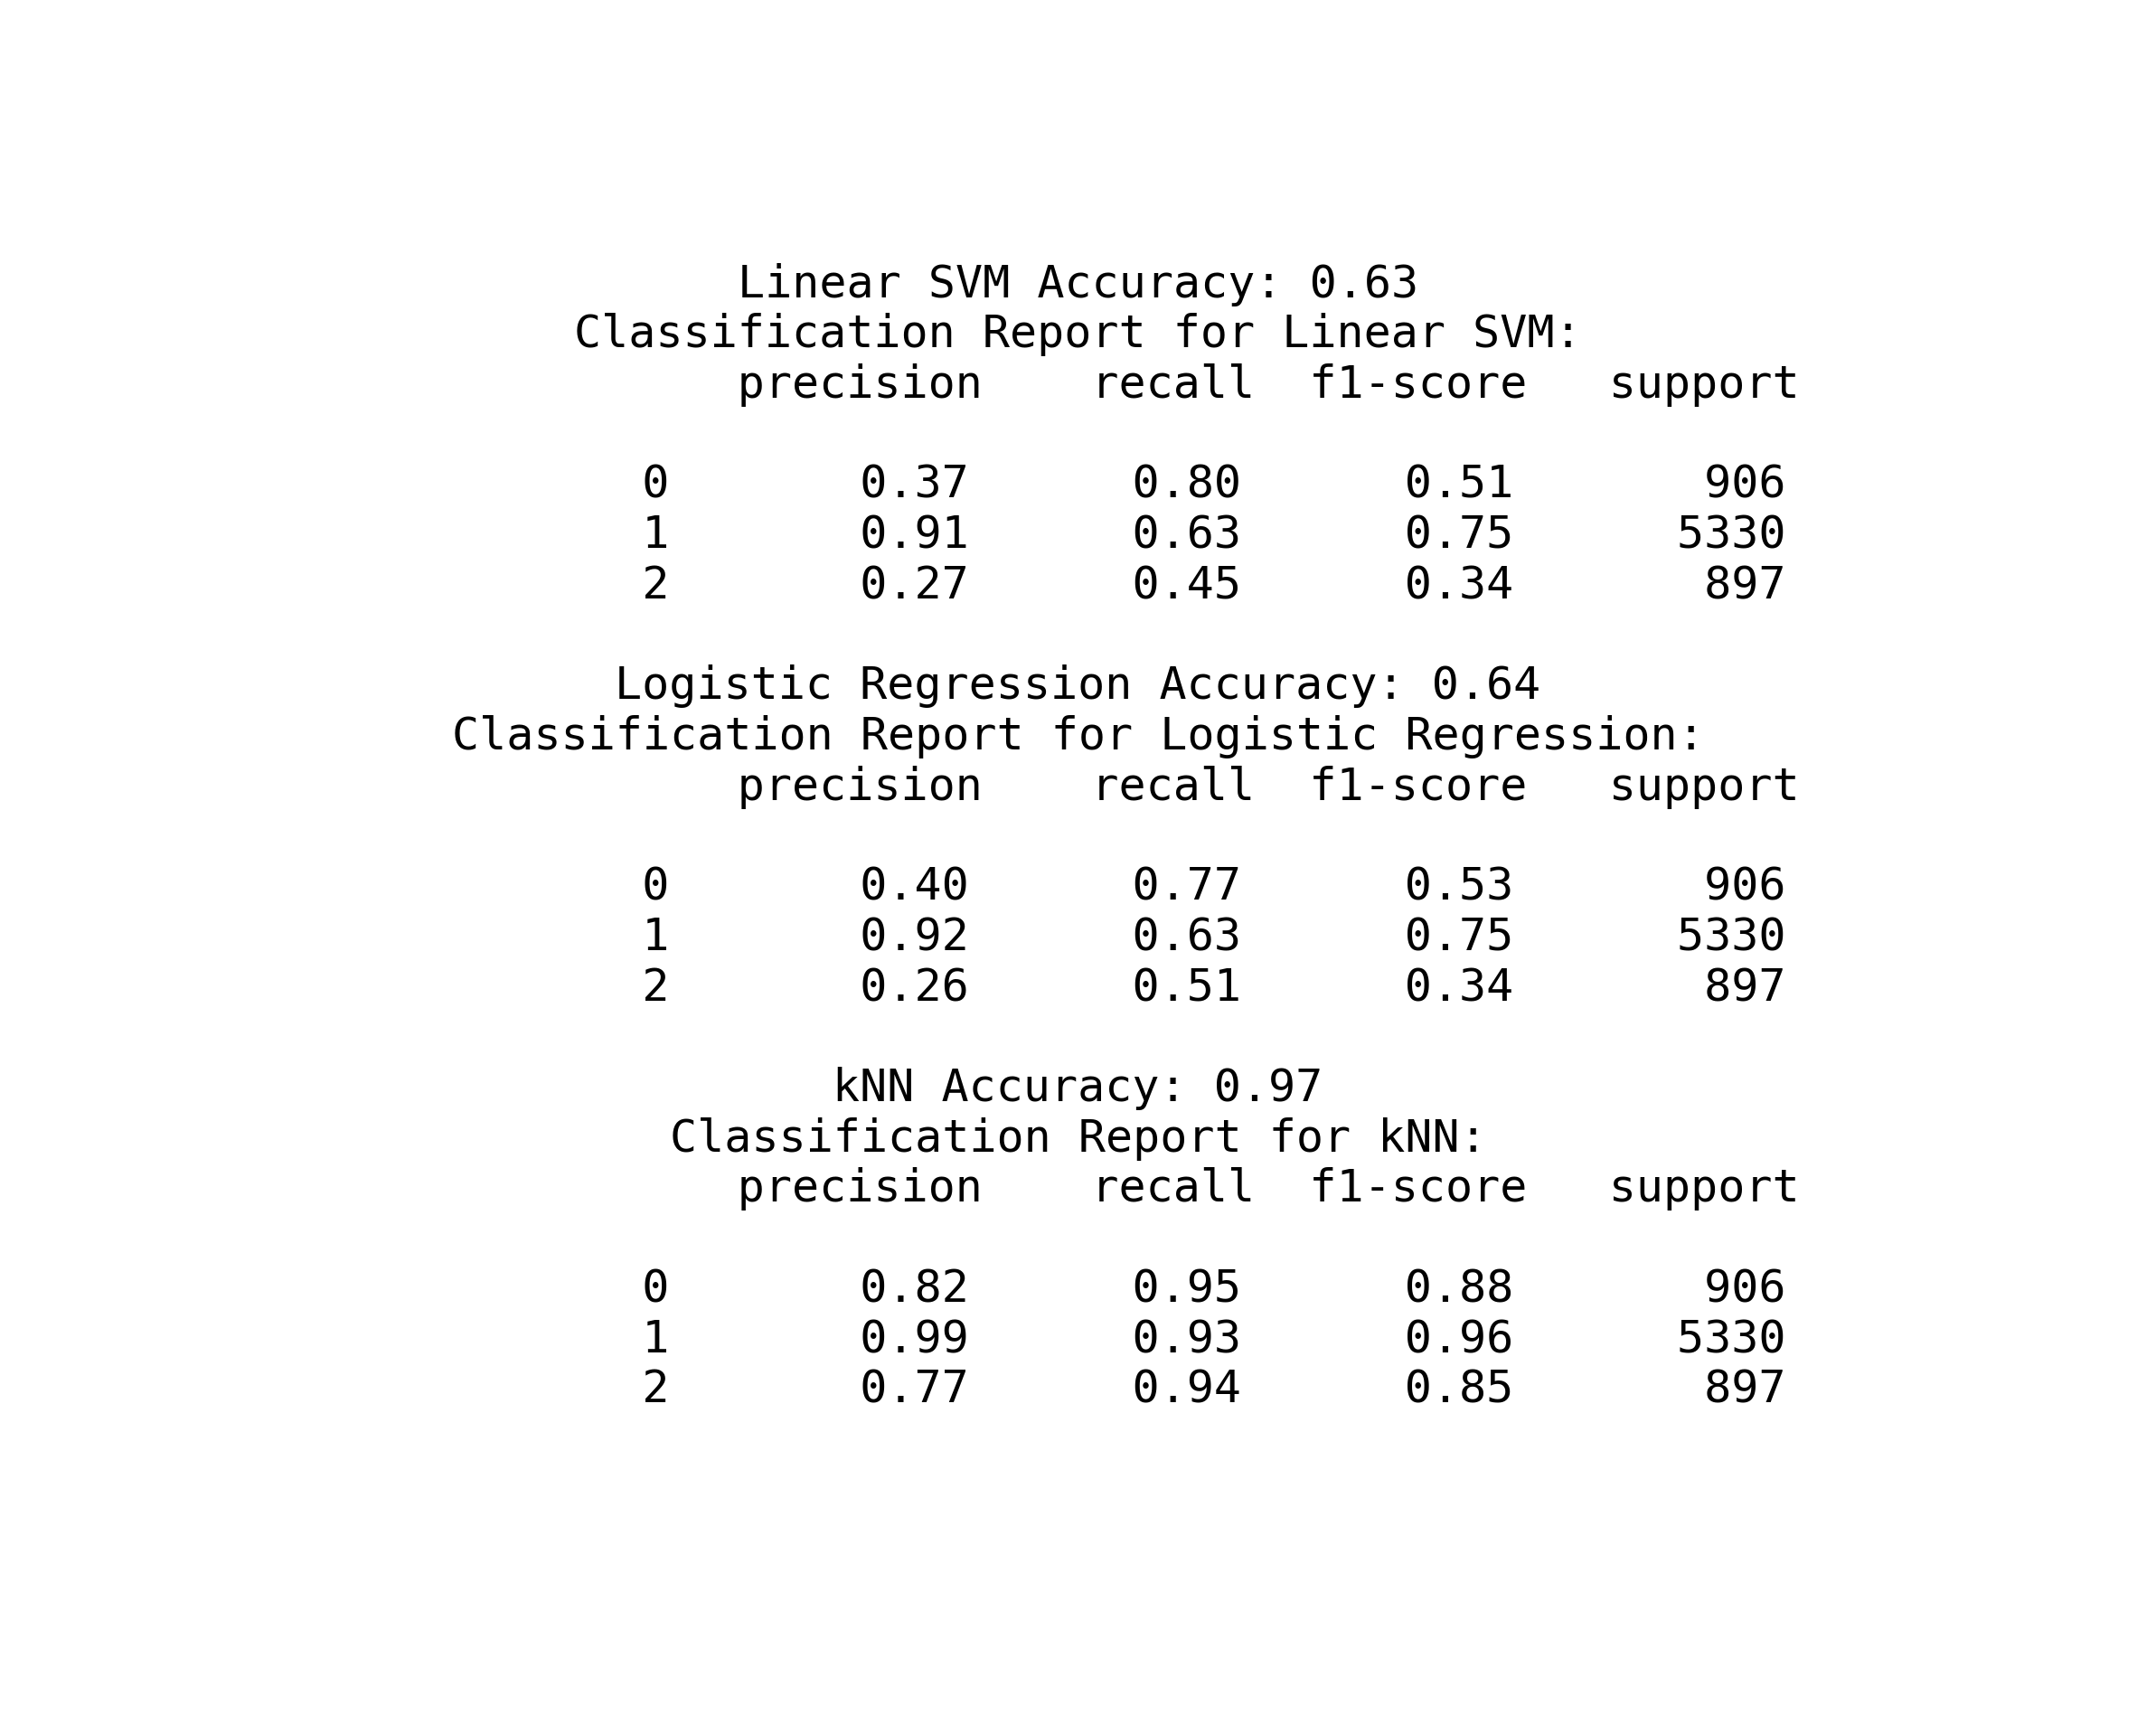 Linear SVM Accuracy: 0.63
Classification Report for Linear SVM:
precision recall f1-score support
0 0.37 0.80 0.51 906
1 0.91 0.63 0.75 5330
2 0.27 0.45 0.34 897
Logistic Regression Accuracy: 0.64
Classification Report for Logistic Regression:
precision recall f1-score support
0 0.40 0.77 0.53 906
1 0.92 0.63 0.75 5330
2 0.26 0.51 0.34 897
kNN Accuracy: 0.97
Classification Report for kNN:
precision recall f1-score support
0 0.82 0.95 0.88 906
1 0.99 0.93 0.96 5330
2 0.77 0.94 0.85 897